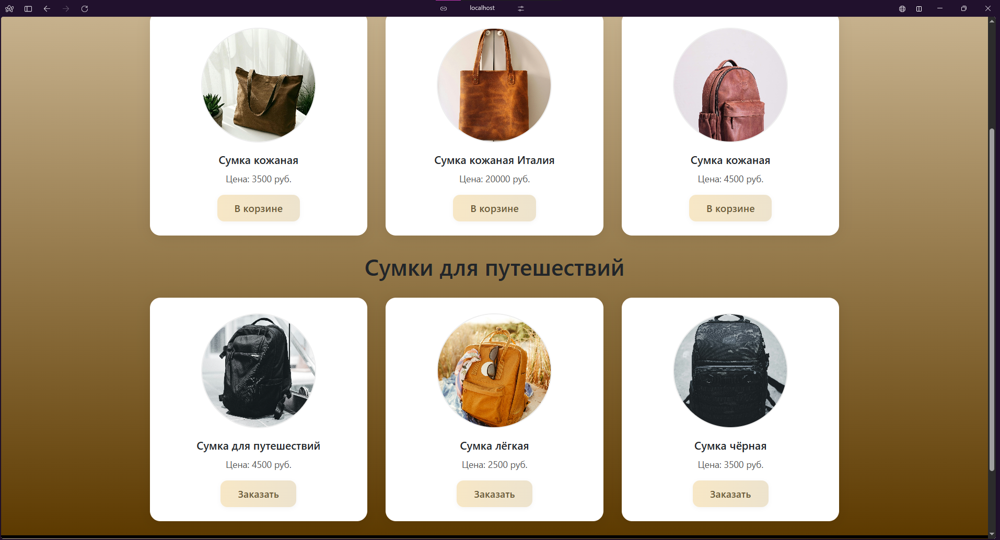 localhost
Сумка кожаная
Цена: 3500 руб.
В корзине
Сумка кожаная Италия
Цена: 20000 руб.
В корзине
Сумка кожаная
Цена: 4500 руб.
В корзине
Сумки для путешествий
Сумка для путешествий
Цена: 4500 руб.
Заказать
Сумка лёгкая
Цена: 2500 руб.
Заказать
Сумка чёрная
Цена: 3500 руб.
Заказать